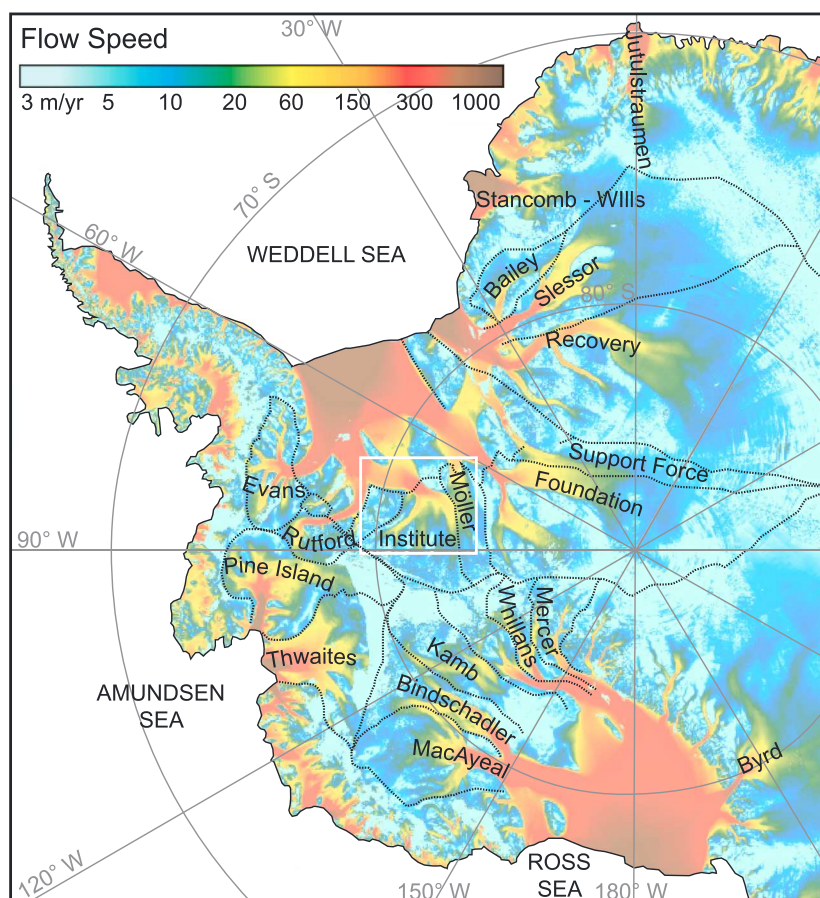 Flow Speed
3 m/yr 5 10 20 60 150 300 1000
30° W
Jutulstraumen
70° S
60° W
WEDDELL SEA
Stancomb - WIlls
Bailey
Slessor
80° S
Recovery
Support Force
Foundation
Möller
Evans
Rutford
Institute
90° W
Pine Island
Mercer
Whillans
Thwaites
Kamb
Bindschadler
MacAyeal
AMUNDSEN
SEA
Byrd
120° W
150° W
ROSS
SEA
180° W